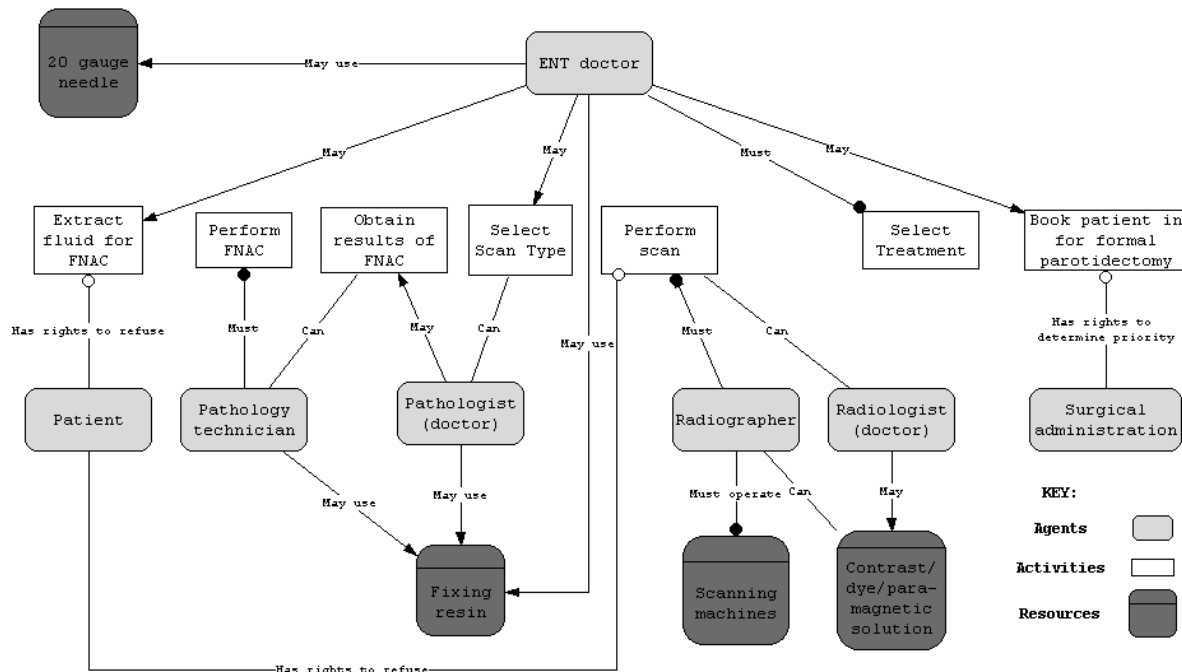 20 gauge
needle
May use
ENT doctor
May
May
Must
May
Extract
fluid for
FNAC
Perform
FNAC
Obtain
results of
FNAC
Select
Scan Type
Perform
scan
Select
Treatment
Book patient in
for formal
parotidectomy
Has rights to refuse
Must
Can
May
Can
May use
Must
Can
Has rights to
determine priority
Patient
Pathology
technician
Pathologist
(doctor)
Radiographer
Radiologist
(doctor)
Surgical
administration
May use
May use
Must operate
Can
May
Fixing
resin
Scanning
machines
Contrast/
dye/para-
magnetic
solution
KEY:
Agents
Activities
Resources
Has rights to refuse